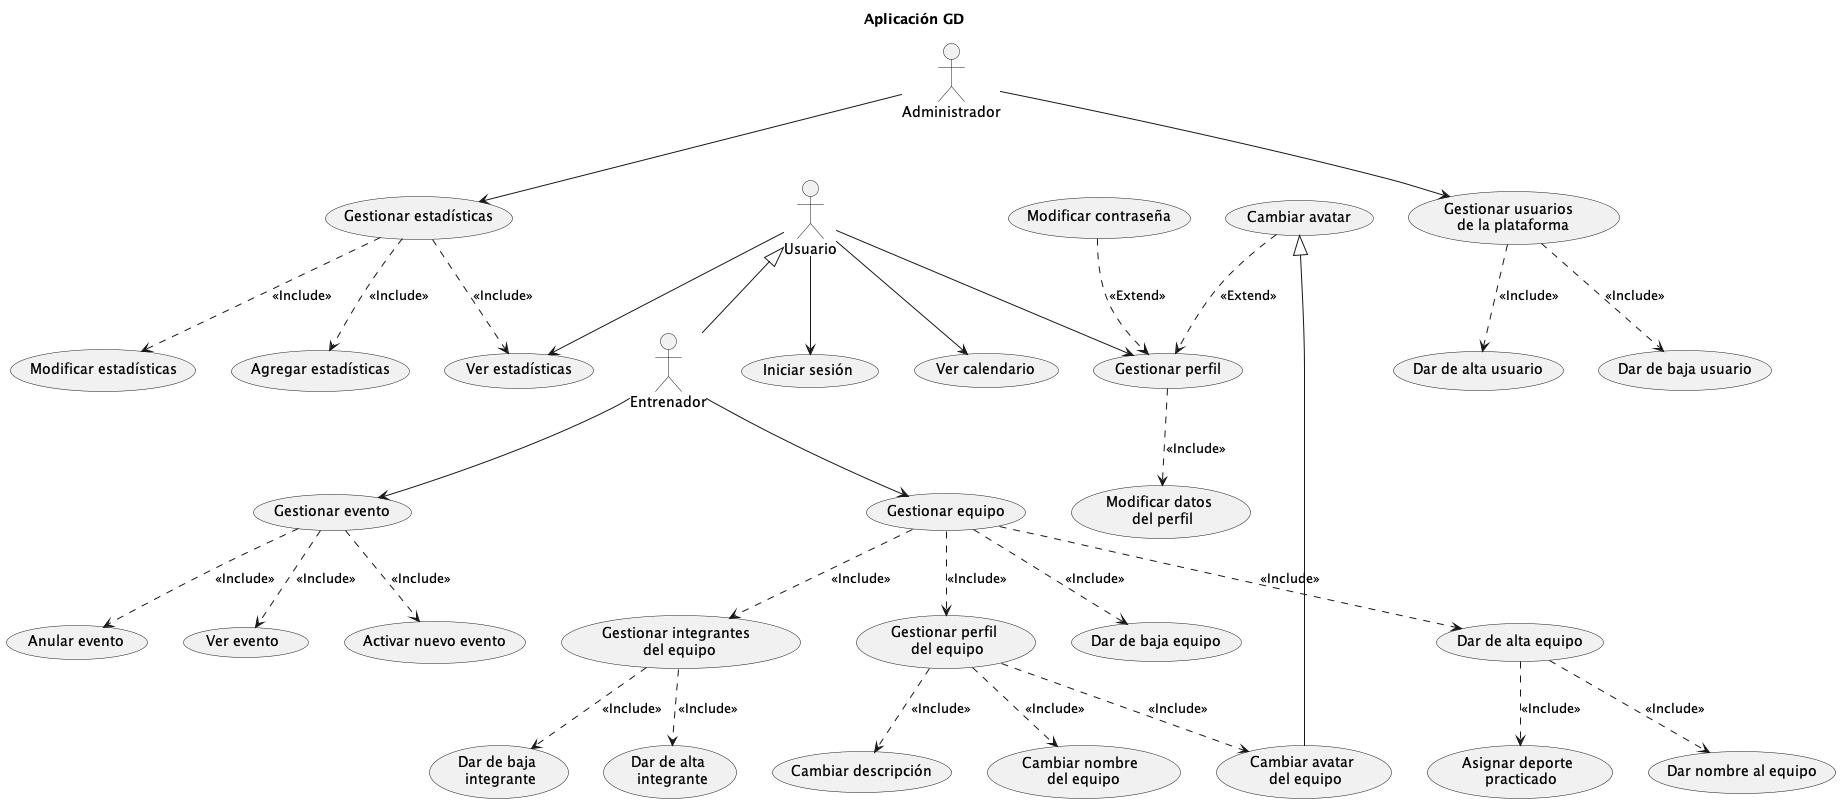 Aplicación GD
Administrador
Gestionar estadísticas
Usuario
Modificar contraseña
Cambiar avatar
Gestionar usuarios
de la plataforma
«Include»
«Include»
«Include»
«Extend»
«Extend»
«Include»
«Include»
Modificar estadísticas
Agregar estadísticas
Ver estadísticas
Entrenador
Iniciar sesión
Ver calendario
Gestionar perfil
Dar de alta usuario
Dar de baja usuario
«Include»
Gestionar evento
Gestionar equipo
Modificar datos
del perfil
«Include»
«Include»
«Include»
«Include»
«Include»
«Include»
«Include»
Anular evento
Ver evento
Activar nuevo evento
Gestionar integrantes
del equipo
Gestionar perfil
del equipo
Dar de baja equipo
Dar de alta equipo
«Include»
«Include»
«Include»
«Include»
«Include»
«Include»
«Include»
Dar de baja
integrante
Dar de alta
integrante
Cambiar descripción
Cambiar nombre
del equipo
Cambiar avatar
del equipo
Asignar deporte
practicado
Dar nombre al equipo